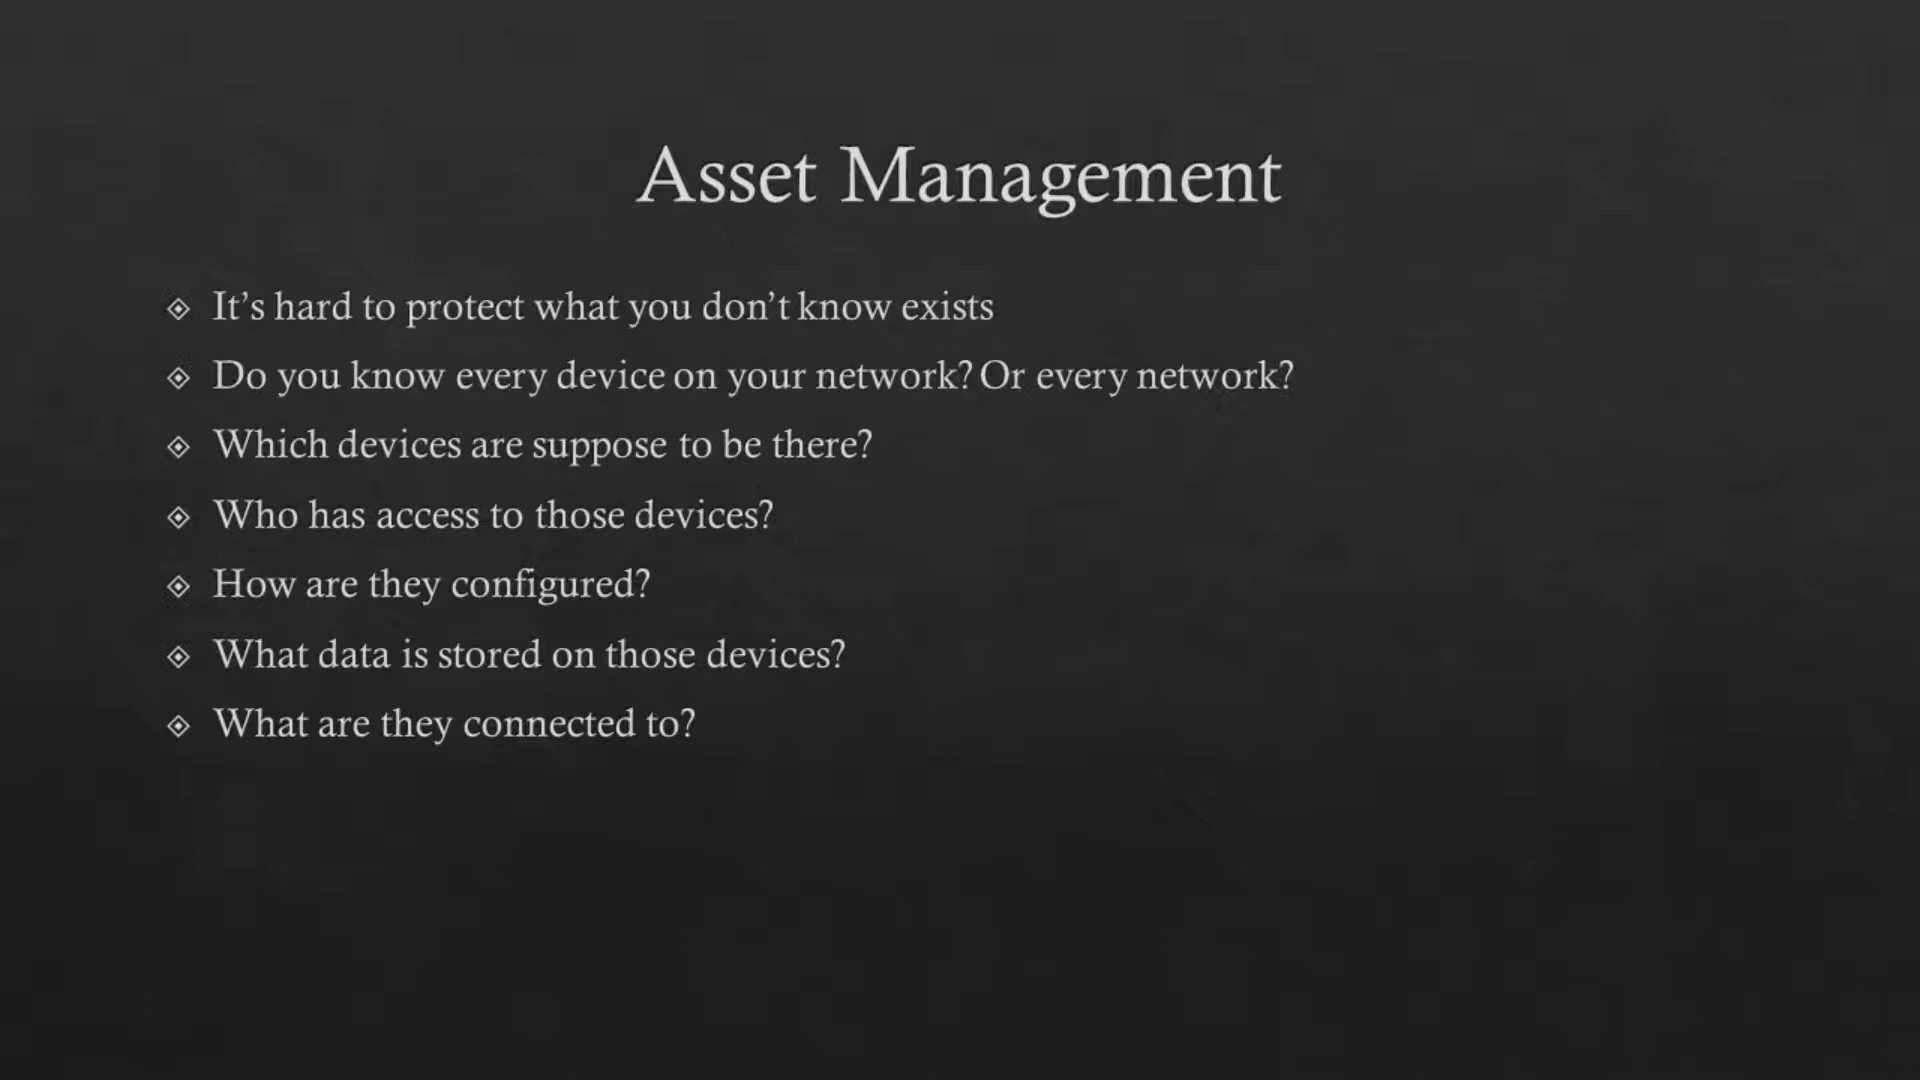 Asset Management
It's hard to protect what you don't know exists
Do you know every device on your network? Or every network?
Which devices are suppose to be there?
Who has access to those devices?
How are they configured?
What data is stored on those devices?
What are they connected to?